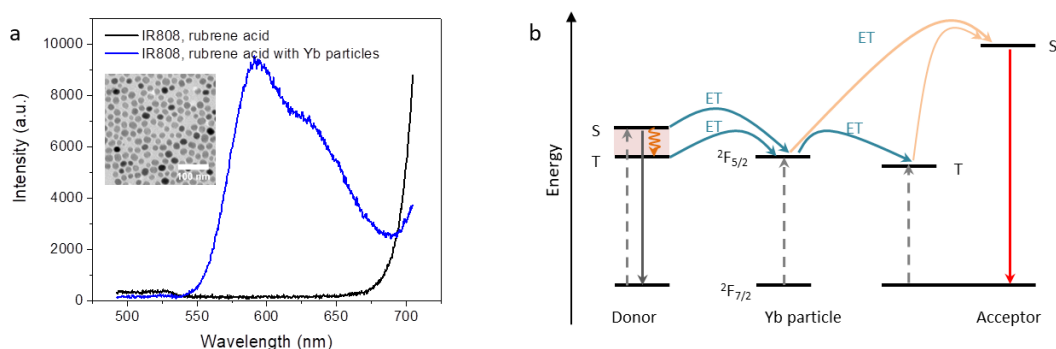 a
IR808, rubrene acid
IR808, rubrene acid with Yb particles
10000
8000
6000
4000
2000
0
Intensity (a.u.)
100 nm
500
550
600
650
700
Wavelength (nm)
b
Energy
ET
S
ET
S
ET
ET
T
²F₅/₂
T
²F₇/₂
Donor
Yb particle
Acceptor